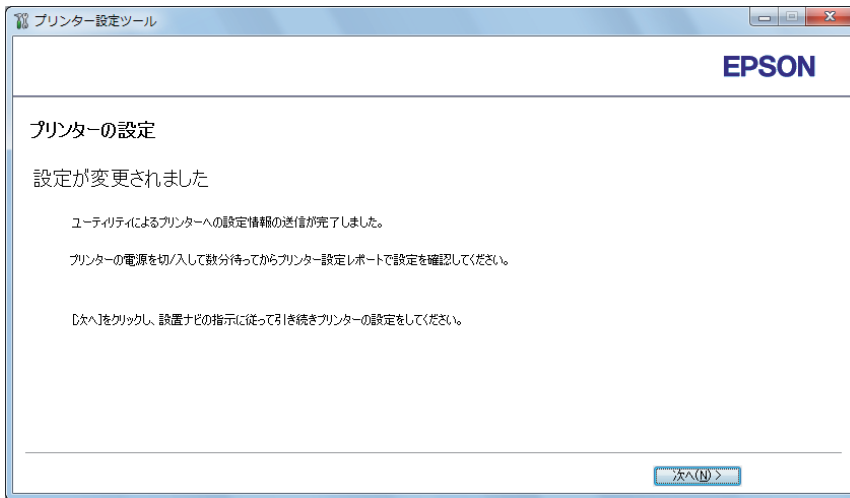 プリンター設定ツール
EPSON
プリンターの設定
設定が変更されました
ユーティリティによるプリンターへの設定情報の送信が完了しました。
プリンターの電源を切/入して数分待ってからプリンター設定レポートで設定を確認してください。
[次へ]をクリックし、設置ナビの指示に従って引き続きプリンターの設定をしてください。
次へ(N) >